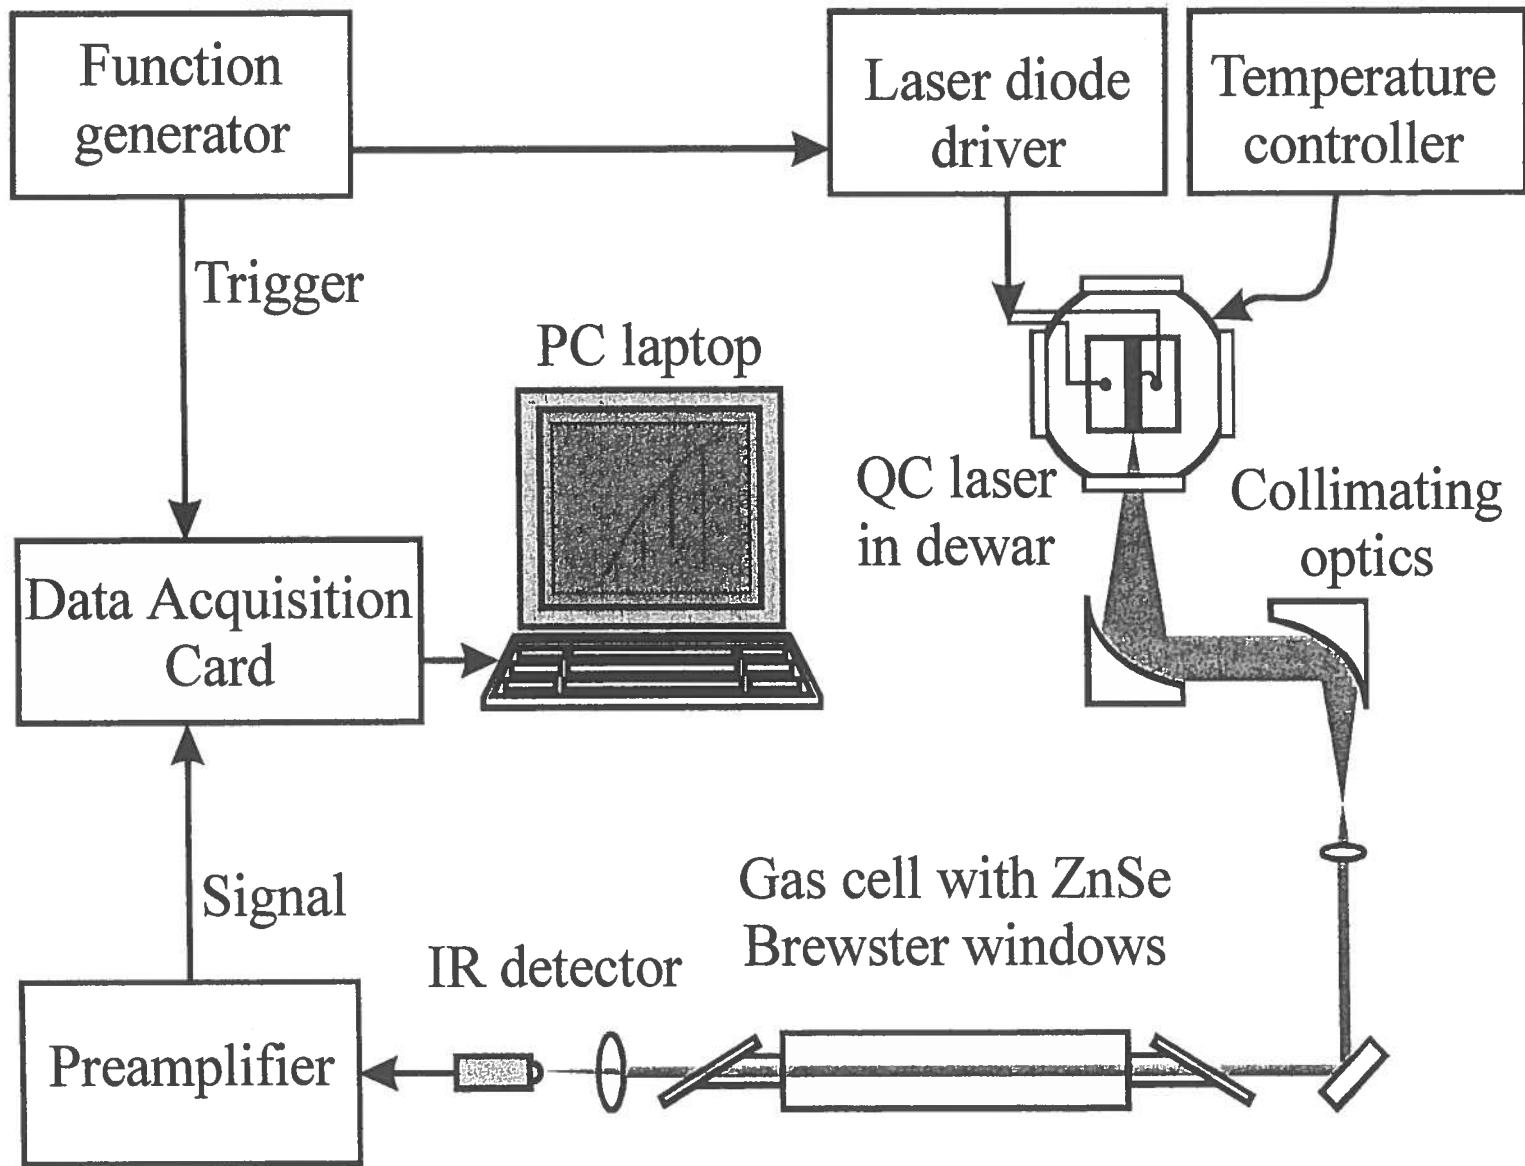 Function
generator
Laser diode
driver
Temperature
controller
Trigger
PC laptop
QC laser
in dewar
Collimating
optics
Data Acquisition
Card
Signal
Gas cell with ZnSe
Brewster windows
IR detector
Preamplifier